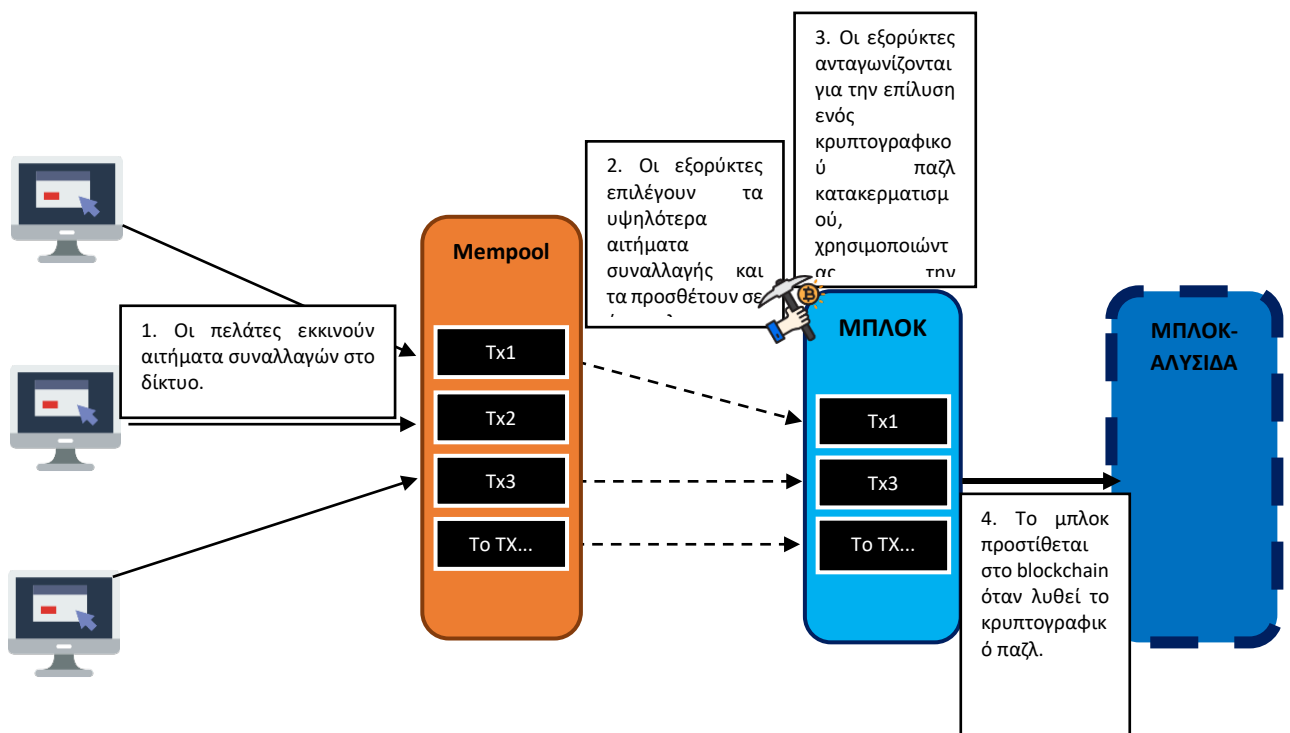 1. Οι πελάτες εκκινούν
αιτήματα συναλλαγών στο
δίκτυο.
Mempool
Tx1
Tx2
Tx3
Το TX...
2. Οι εξορύκτες
επιλέγουν τα
υψηλότερα
αιτήματα
συναλλαγής και
τα προσθέτουν σε
3. Οι εξορύκτες
ανταγωνίζονται
για την επίλυση
ενός
κρυπτογραφικο
ύ παζλ
κατακερματισμ
ού,
χρησιμοποιώντ
ας την
ΜΠΛΟΚ
Tx1
Tx3
Το TX...
4. Το μπλοκ
προστίθεται
στο blockchain
όταν λυθεί το
κρυπτογραφικ
ό παζλ.
ΜΠΛΟΚ-
ΑΛΥΣΙΔΑ